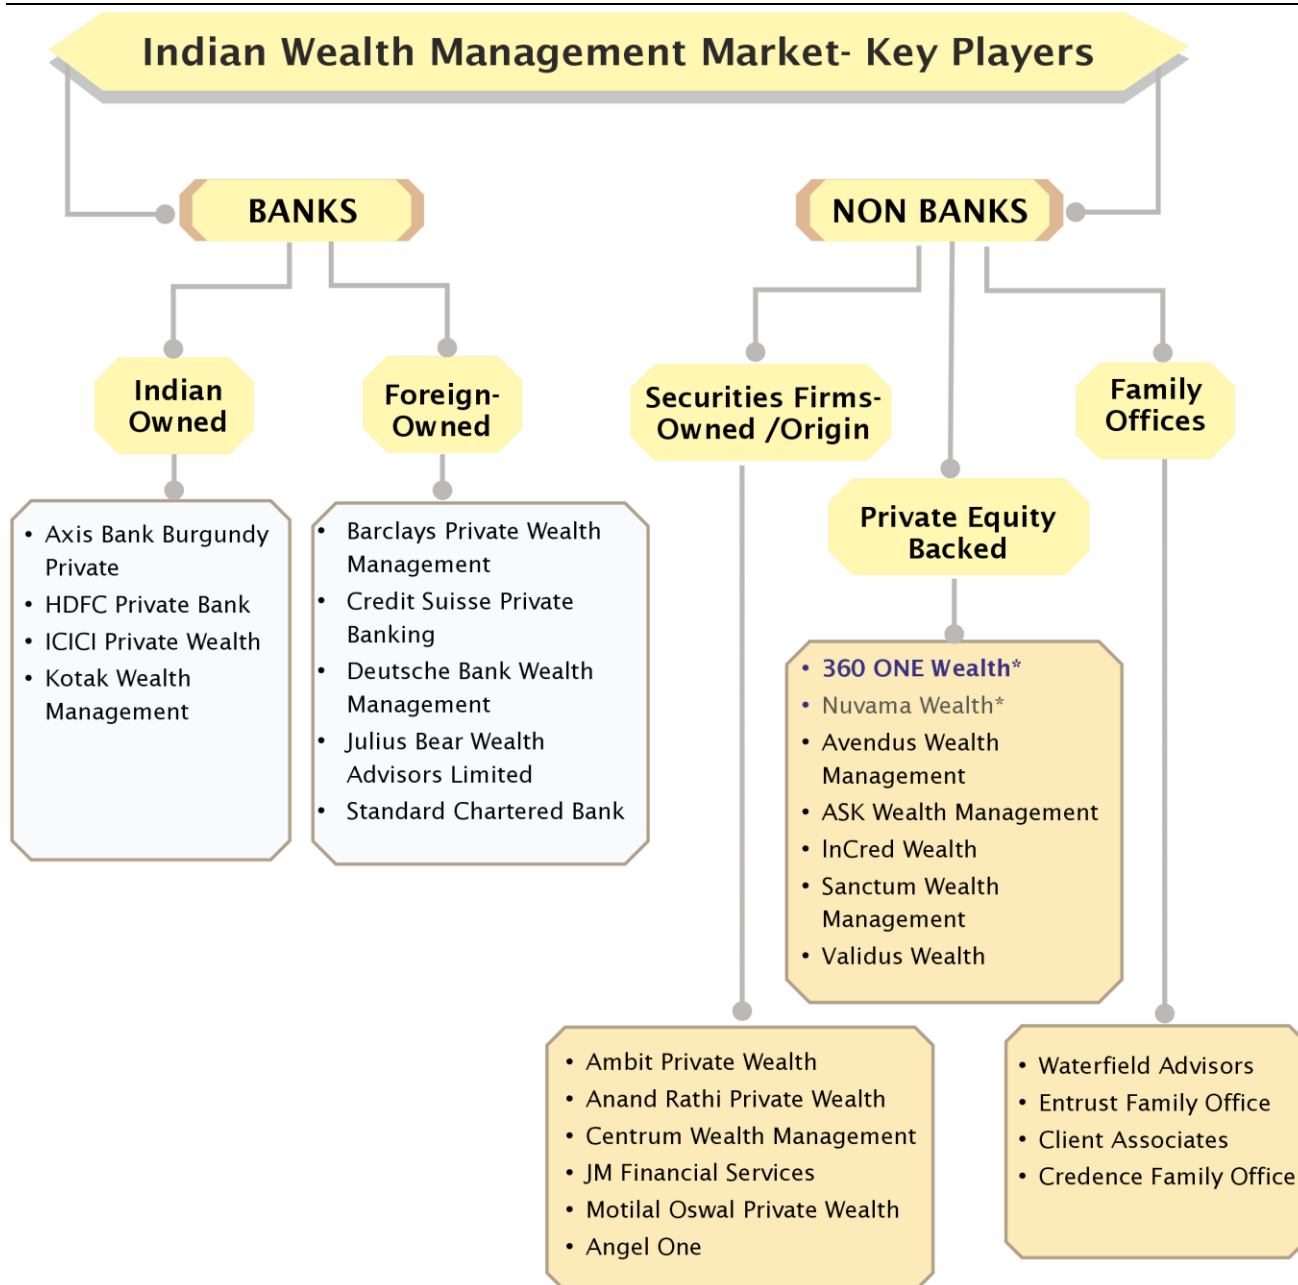 Indian Wealth Management Market- Key Players
BANKS
NON BANKS
Indian
Owned
Foreign-
Owned
Securities Firms-
Owned /Origin
Family
Offices
Private Equity
Backed
• Axis Bank Burgundy
Private
• HDFC Private Bank
• ICICI Private Wealth
• Kotak Wealth
Management
• Barclays Private Wealth
Management
• Credit Suisse Private
Banking
• Deutsche Bank Wealth
Management
• Julius Bear Wealth
Advisors Limited
• Standard Chartered Bank
• 360 ONE Wealth*
• Nuvama Wealth*
• Avendus Wealth
Management
• ASK Wealth Management
• InCred Wealth
• Sanctum Wealth
Management
• Validus Wealth
• Ambit Private Wealth
• Anand Rathi Private Wealth
• Centrum Wealth Management
• JM Financial Services
• Motilal Oswal Private Wealth
• Angel One
• Waterfield Advisors
• Entrust Family Office
• Client Associates
• Credence Family Office